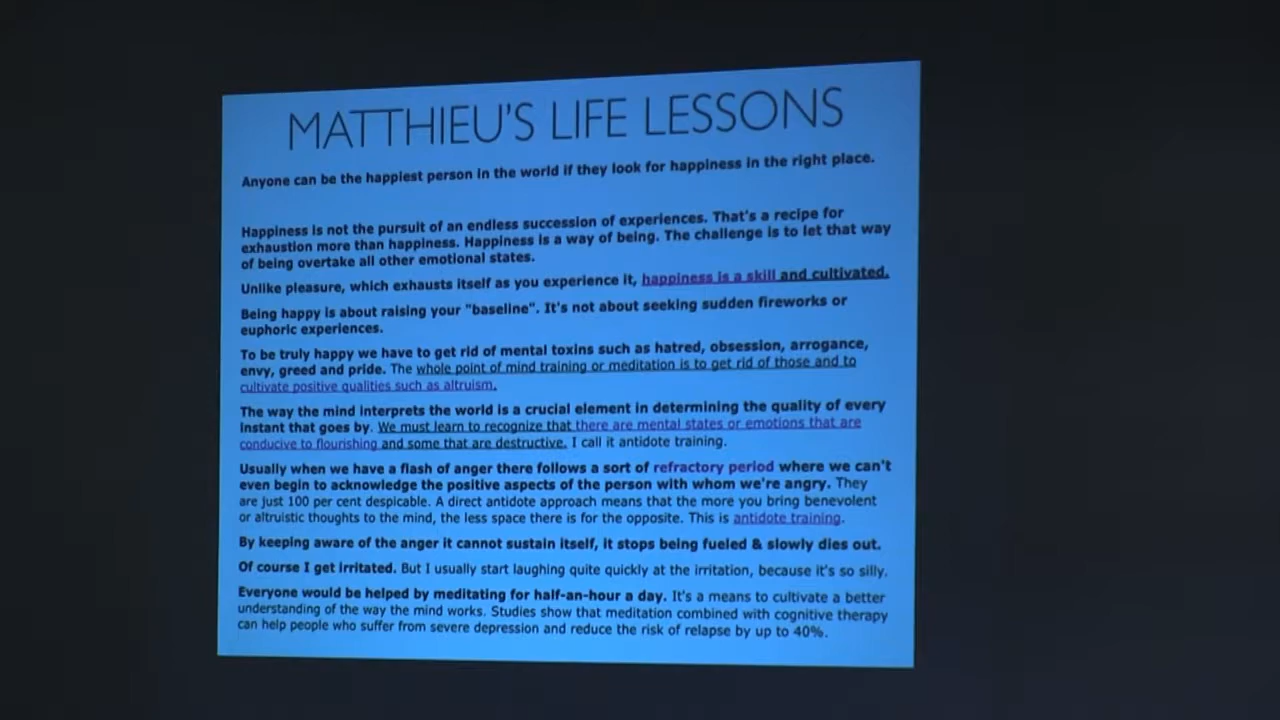 MATTHIEU'S LIFE LESSONS
Anyone can be the happiest person in the world if they look for happiness in the right place.
Happiness is not the pursuit of an endless succession of experiences. That's a recipe for
exhaustion more than happiness. Happiness is a way of being. The challenge is to let that way
of being overtake all other emotional states.
Unlike pleasure, which exhausts itself as you experience it, happiness is a skill and cultivated.
Being happy is about raising your "baseline". It's not about seeking sudden fireworks or
euphoric experiences.
To be truly happy we have to get rid of mental toxins such as hatred, obsession, arrogance,
envy, greed and pride. The whole point of mind training or meditation is to get rid of those and to
cultivate positive qualities such as altruism.
The way the mind interprets the world is a crucial element in determining the quality of every
instant that goes by. We must learn to recognize that there are mental states or emotions that are
conducive to flourishing and some that are destructive. I call it antidote training.
Usually when we have a flash of anger there follows a sort of refractory period where we can't
even begin to acknowledge the positive aspects of the person with whom we're angry. They
are just 100 per cent despicable. A direct antidote approach means that the more you bring benevolent
or altruistic thoughts to the mind, the less space there is for the opposite. This is antidote training.
By keeping aware of the anger it cannot sustain itself, it stops being fueled & slowly dies out.
Of course I get irritated. But I usually start laughing quite quickly at the irritation, because it's so silly.
Everyone would be helped by meditating for half-an-hour a day. It's a means to cultivate a better
understanding of the way the mind works. Studies show that meditation combined with cognitive therapy
can help people who suffer from severe depression and reduce the risk of relapse by up to 40%.